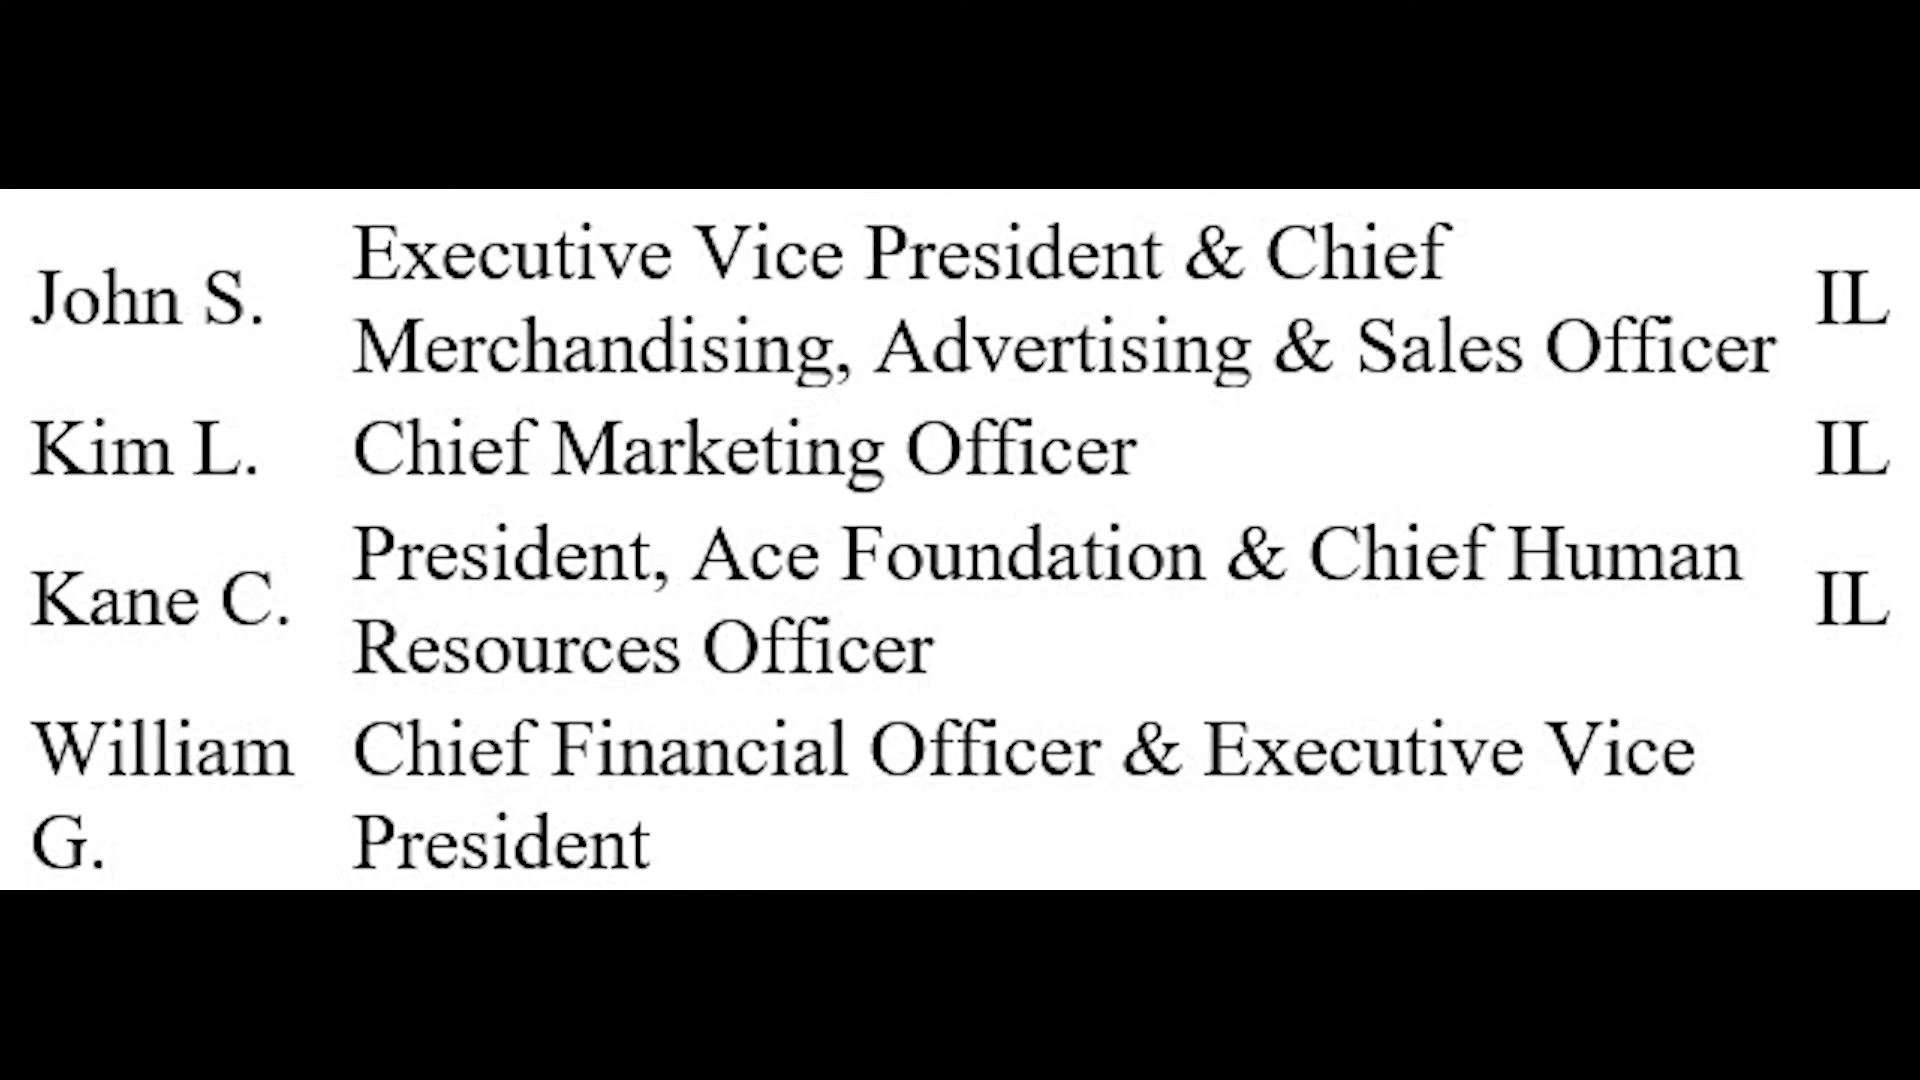 John S. Executive Vice President & Chief
Merchandising, Advertising & Sales Officer IL
Kim L. Chief Marketing Officer IL
Kane C. President, Ace Foundation & Chief Human
Resources Officer IL
William Chief Financial Officer & Executive Vice
G. President